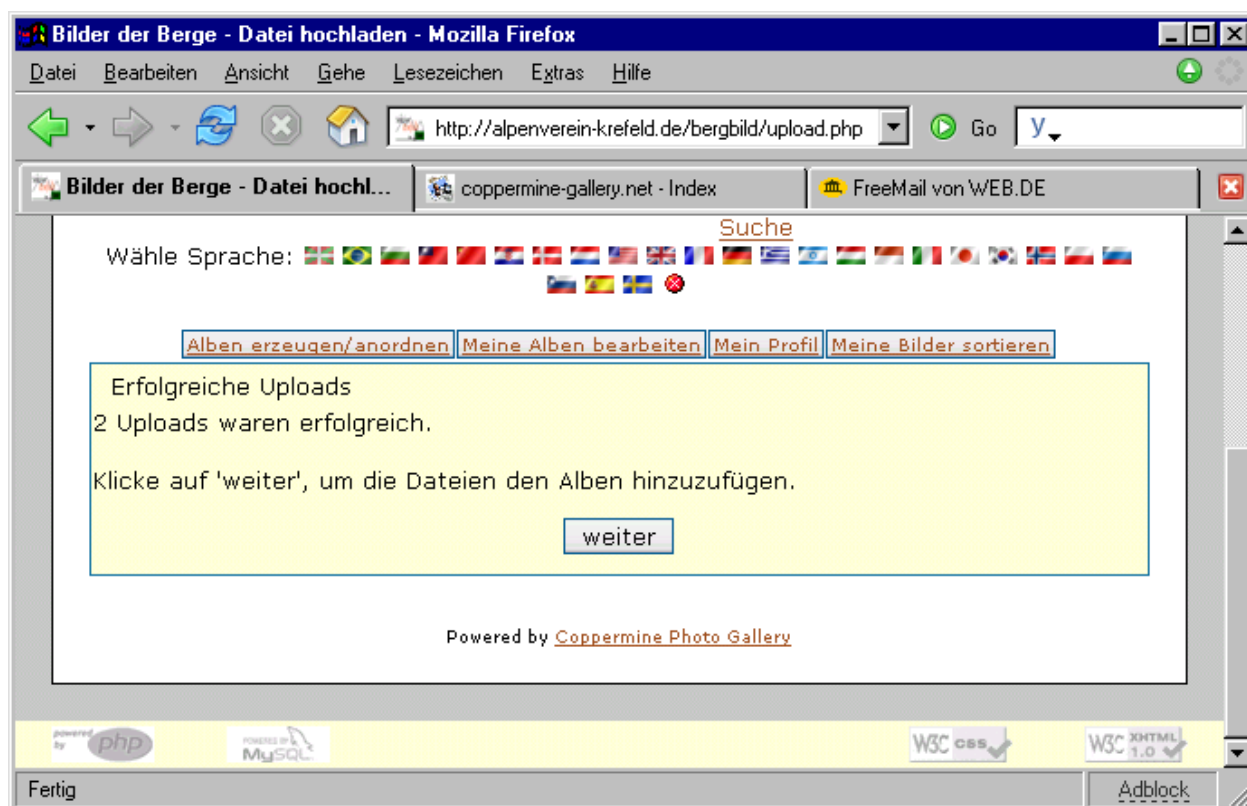 Bilder der Berge - Datei hochladen - Mozilla Firefox
Datei Bearbeiten Ansicht Gehe Lesezeichen Extras Hilfe
http://alpenverein-krefeld.de/bergbild/upload.php Go
Bilder der Berge - Datei hochl... coppermine-gallery.net - Index FreeMail von WEB.DE
Suche
Wähle Sprache:
Alben erzeugen/anordnen Meine Alben bearbeiten Mein Profil Meine Bilder sortieren
Erfolgreiche Uploads
2 Uploads waren erfolgreich.
Klicke auf 'weiter', um die Dateien den Alben hinzuzufügen.
weiter
Powered by Coppermine Photo Gallery
powered by php POWERED BY MySQL W3C css W3C XHTML 1.0
Fertig Adblock